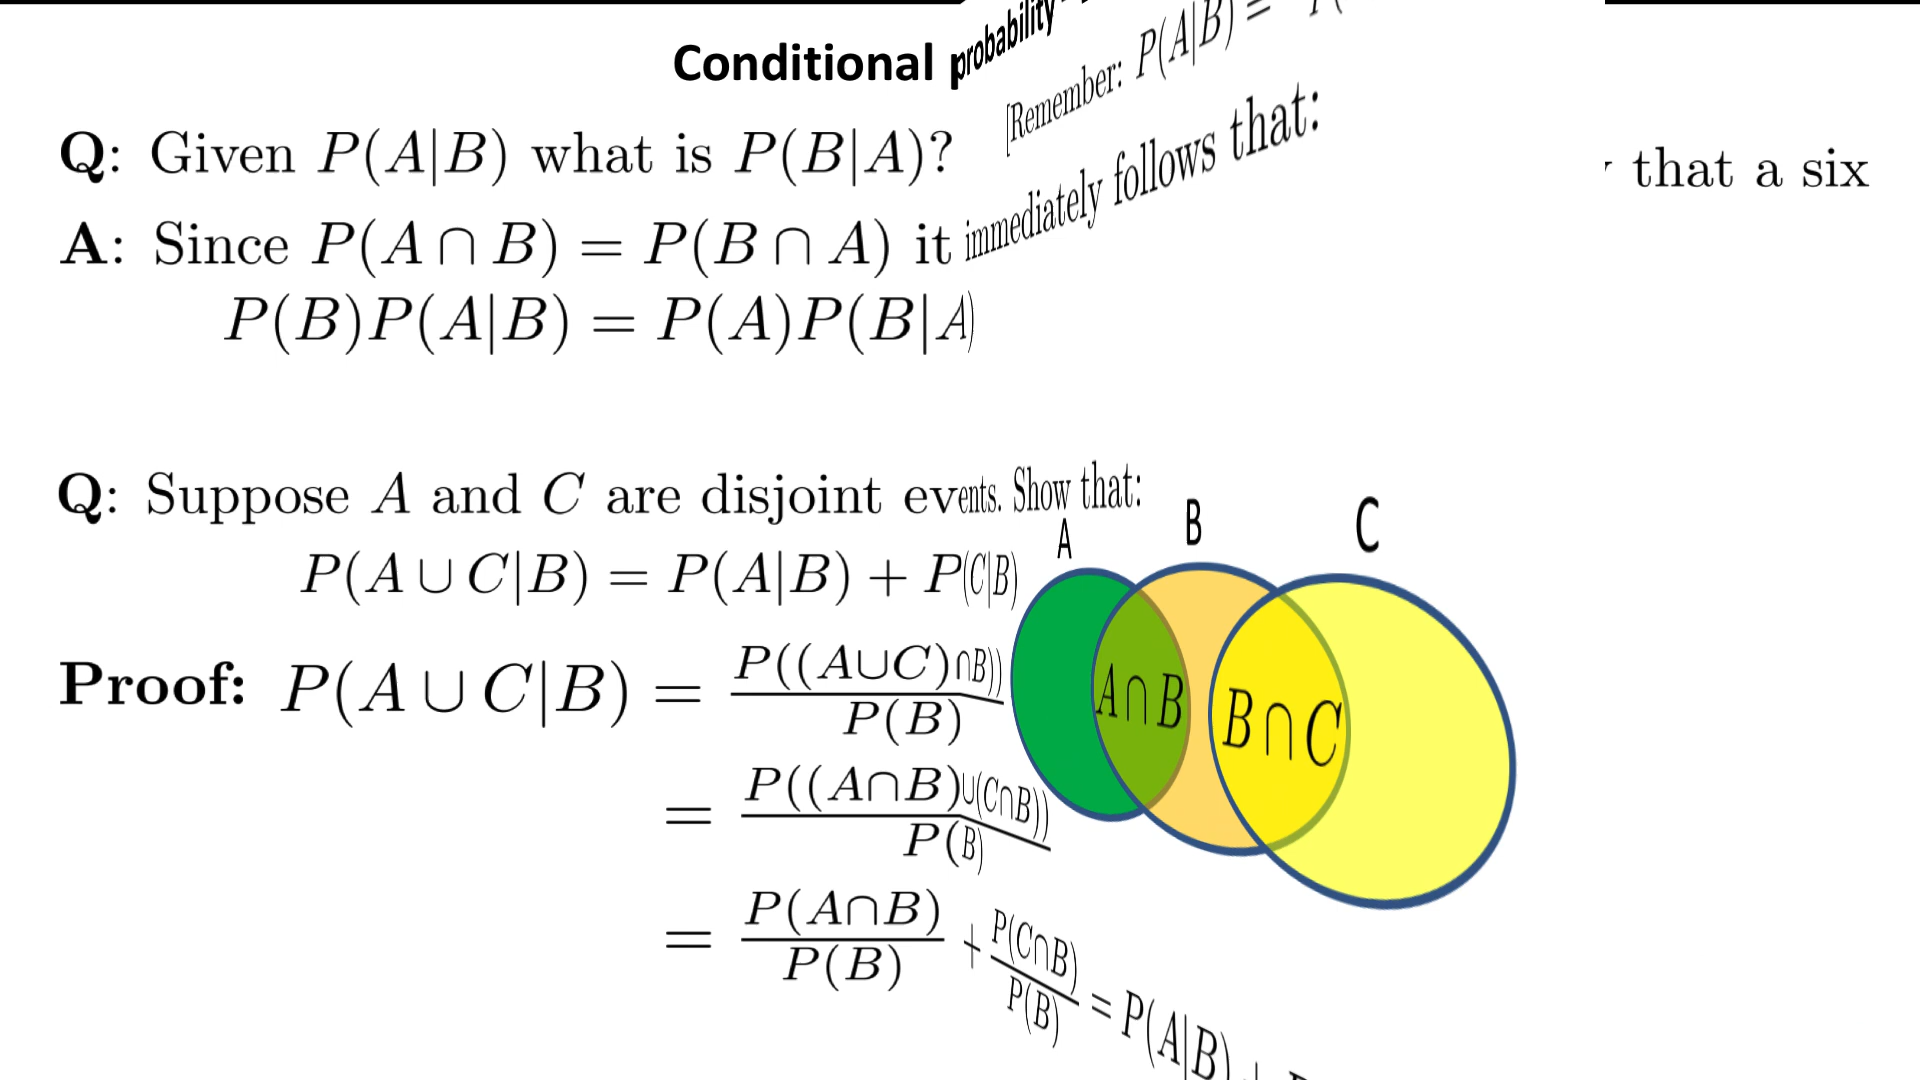 Conditional probability
[Remember: P(A|B) =
Q: Given P(A|B) what is P(B|A)?
that a six
A: Since P(A ∩ B) = P(B ∩ A) it immediately follows that:
P(B)P(A|B) = P(A)P(B|A)
Q: Suppose A and C are disjoint events. Show that:
P(A ∪ C|B) = P(A|B) + P(C|B)
A
B
C
A∩B
B∩C
Proof: P(A ∪ C|B) = P((A∪C)∩B)) / P(B)
= P((A∩B)∪(C∩B)) / P(B)
= P(A∩B) / P(B) + P(C∩B) / P(B) = P(A|B) +